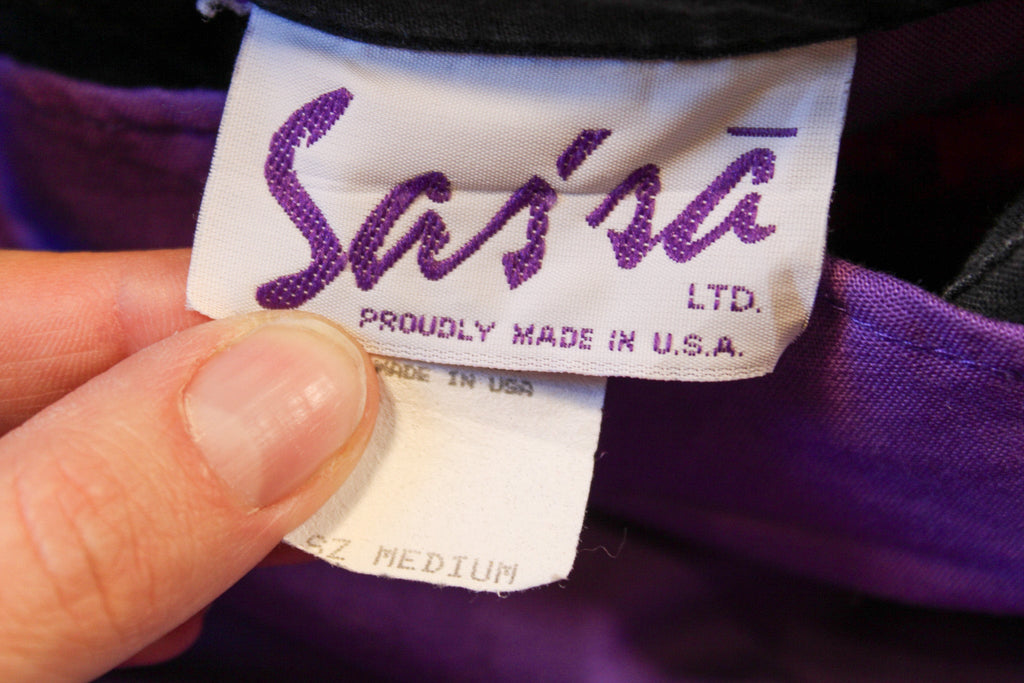 Sas'sā
LTD.
PROUDLY MADE IN U.S.A.
MADE IN USA
SZ MEDIUM